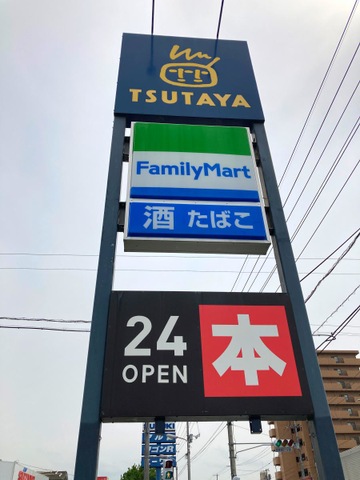 TSUTAYA
FamilyMart
酒 たばこ
24
OPEN
本